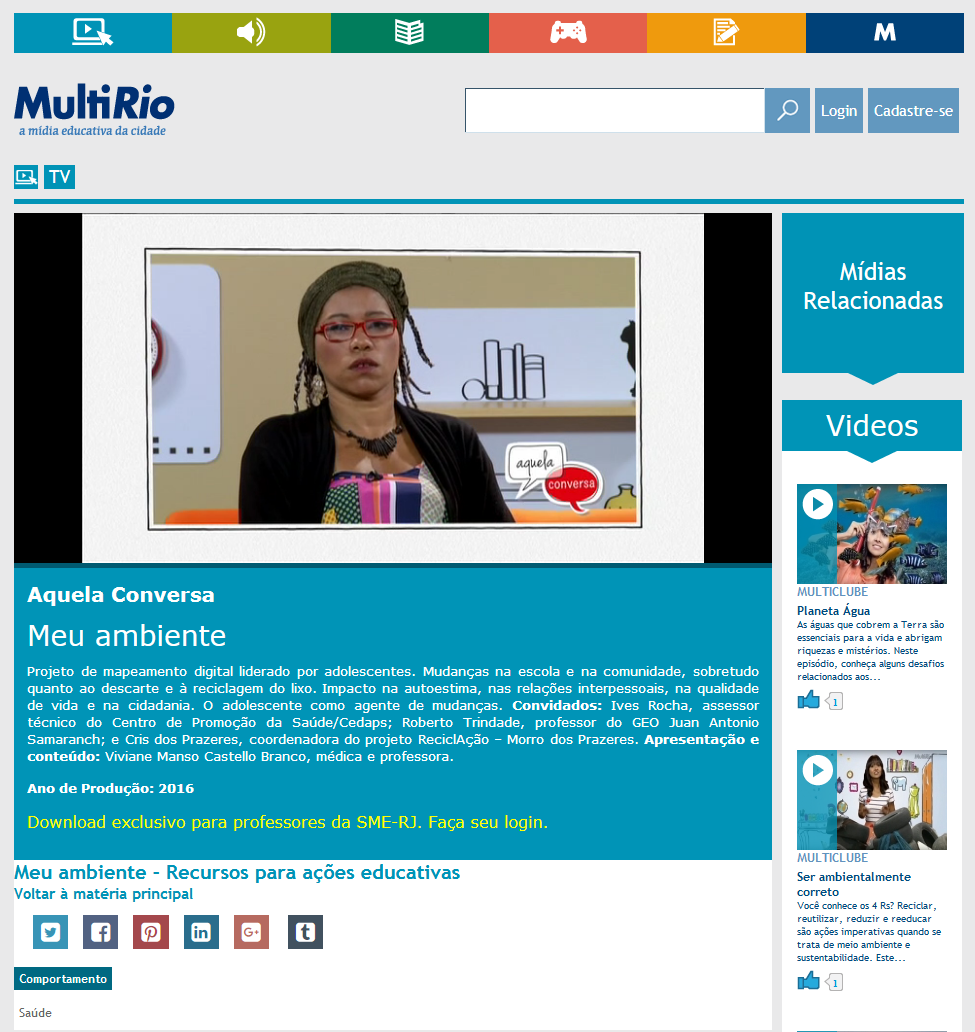 M
MultiRio
a mídia educativa da cidade
Login
Cadastre-se
TV
aquela
conversa
Mídias
Relacionadas
Videos
Aquela Conversa
Meu ambiente
Projeto de mapeamento digital liderado por adolescentes. Mudanças na escola e na comunidade, sobretudo
quanto ao descarte e à reciclagem do lixo. Impacto na autoestima, nas relações interpessoais, na qualidade
de vida e na cidadania. O adolescente como agente de mudanças. Convidados: Ives Rocha, assessor
técnico do Centro de Promoção da Saúde/Cedaps; Roberto Trindade, professor do GEO Juan Antonio
Samaranch; e Cris dos Prazeres, coordenadora do projeto ReciclAção – Morro dos Prazeres. Apresentação e
conteúdo: Viviane Manso Castello Branco, médica e professora.
Ano de Produção: 2016
Download exclusivo para professores da SME-RJ. Faça seu login.
Meu ambiente - Recursos para ações educativas
Voltar à matéria principal
Comportamento
Saúde
MULTICLUBE
Planeta Água
As águas que cobrem a Terra são
essenciais para a vida e abrigam
riquezas e mistérios. Neste
episódio, conheça alguns desafios
relacionados aos...
1
MULTICLUBE
Ser ambientalmente
correto
Você conhece os 4 Rs? Reciclar,
reutilizar, reduzir e reeducar
são ações imperativas quando se
trata de meio ambiente e
sustentabilidade. Este...
1